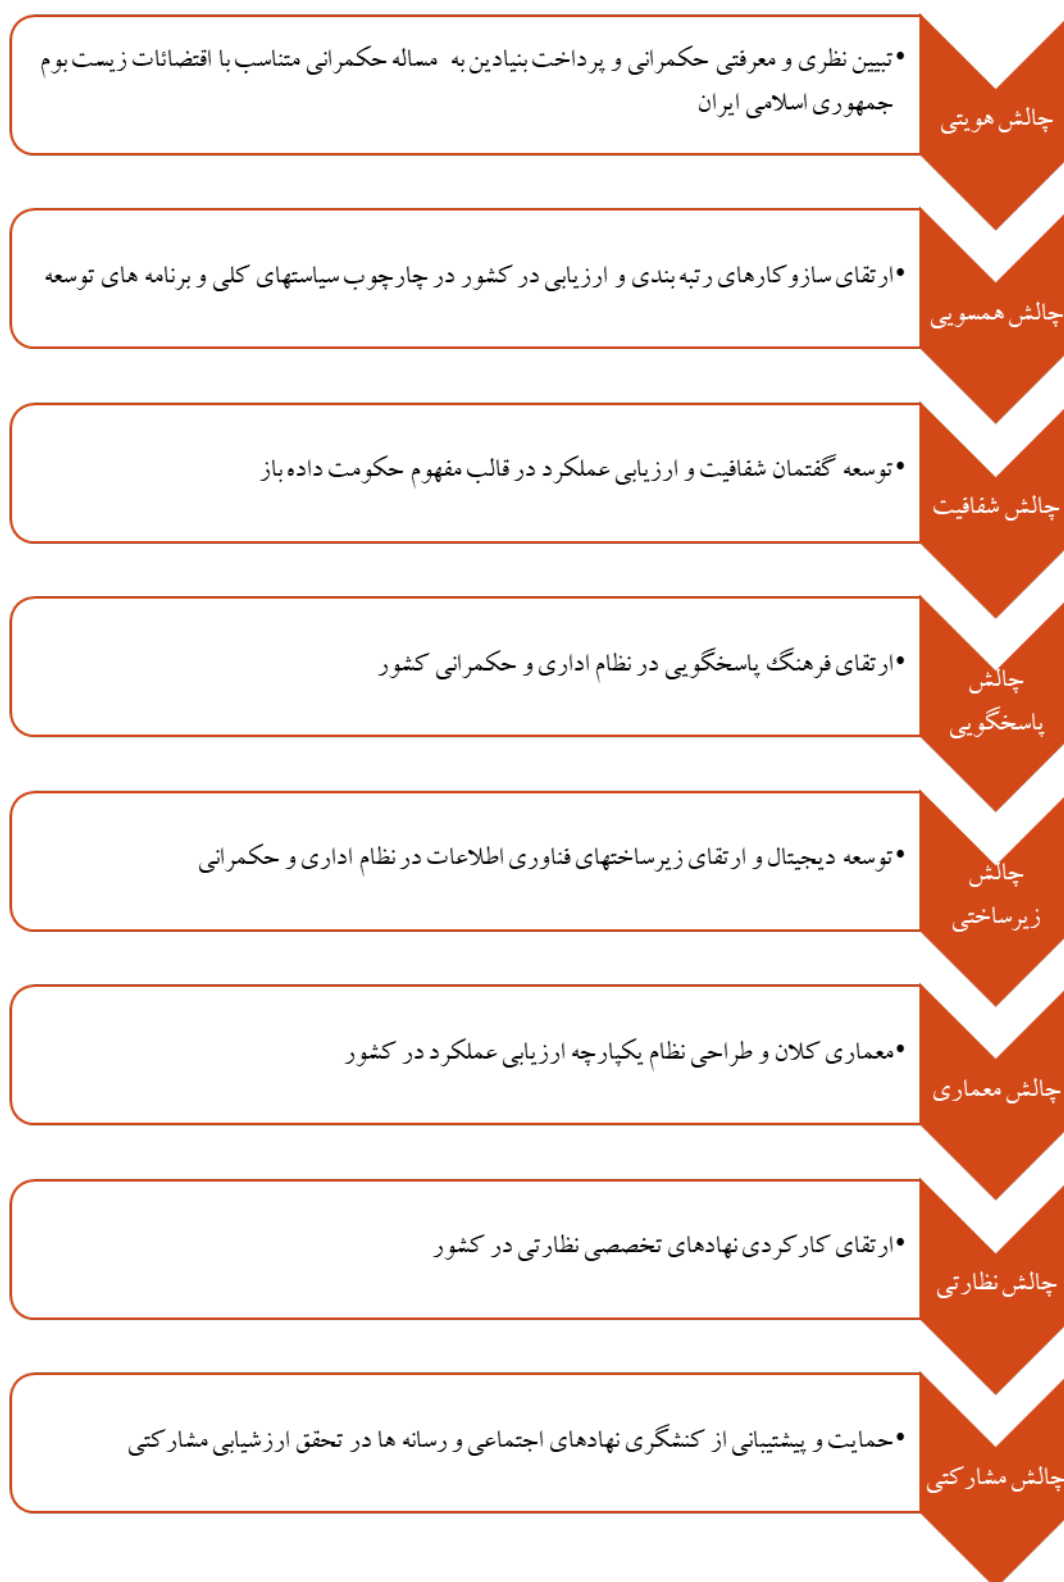 چالش هویتی
•تبیین نظری و معرفتی حکمرانی و پرداخت بنیادین به مساله حکمرانی متناسب با اقتضائات زیست بوم
جمهوری اسلامی ایران
چالش همسویی
•ارتقای سازوکارهای رتبه بندی و ارزیابی در کشور در چارچوب سیاستهای کلی و برنامه های توسعه
چالش شفافیت
•توسعه گفتمان شفافیت و ارزیابی عملکرد در قالب مفهوم حکومت داده باز
چالش
پاسخگویی
•ارتقای فرهنگ پاسخگویی در نظام اداری و حکمرانی کشور
چالش
زیرساختی
•توسعه دیجیتال و ارتقای زیرساختهای فناوری اطلاعات در نظام اداری و حکمرانی
چالش معماری
•معماری کلان و طراحی نظام یکپارچه ارزیابی عملکرد در کشور
چالش نظارتی
•ارتقای کارکردی نهادهای تخصصی نظارتی در کشور
چالش مشارکتی
•حمایت و پیشتیبانی از کنشگری نهادهای اجتماعی و رسانه ها در تحقق ارزشیابی مشارکتی